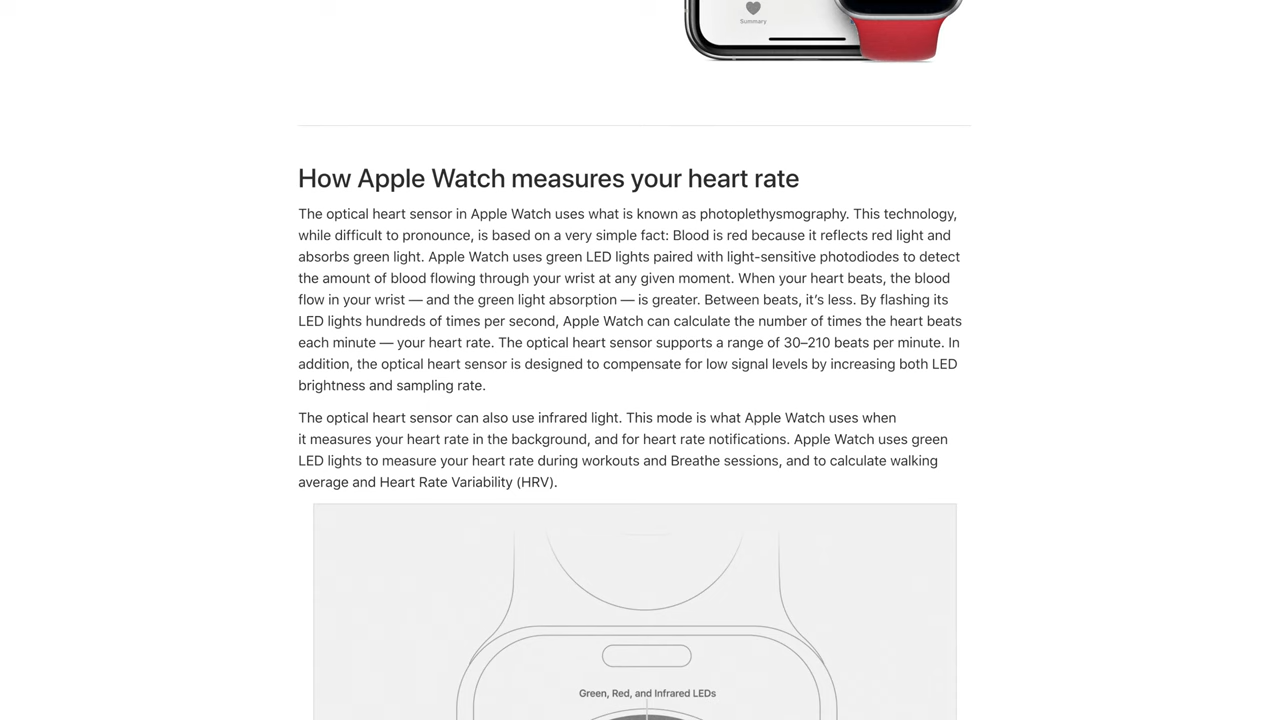 Summary
How Apple Watch measures your heart rate
The optical heart sensor in Apple Watch uses what is known as photoplethysmography. This technology,
while difficult to pronounce, is based on a very simple fact: Blood is red because it reflects red light and
absorbs green light. Apple Watch uses green LED lights paired with light-sensitive photodiodes to detect
the amount of blood flowing through your wrist at any given moment. When your heart beats, the blood
flow in your wrist — and the green light absorption — is greater. Between beats, it’s less. By flashing its
LED lights hundreds of times per second, Apple Watch can calculate the number of times the heart beats
each minute — your heart rate. The optical heart sensor supports a range of 30–210 beats per minute. In
addition, the optical heart sensor is designed to compensate for low signal levels by increasing both LED
brightness and sampling rate.
The optical heart sensor can also use infrared light. This mode is what Apple Watch uses when
it measures your heart rate in the background, and for heart rate notifications. Apple Watch uses green
LED lights to measure your heart rate during workouts and Breathe sessions, and to calculate walking
average and Heart Rate Variability (HRV).
Green, Red, and Infrared LEDs